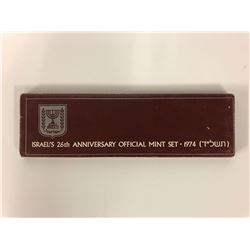 ISRAEL'S 26th ANNIVERSARY OFFICIAL MINT SET • 1974 (תשל"ד)